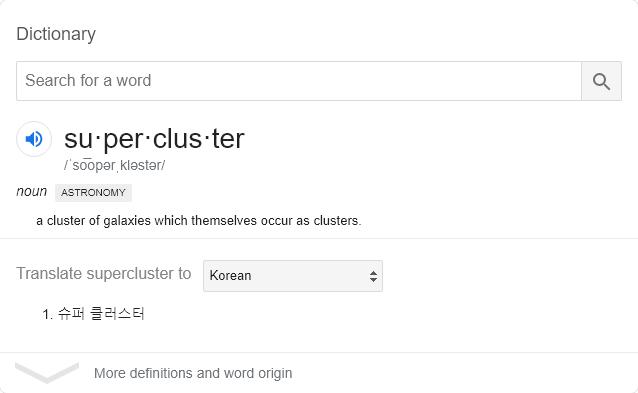 Dictionary
Search for a word
su·per·clus·ter
/ˈso͞opərˌkləstər/
noun ASTRONOMY
a cluster of galaxies which themselves occur as clusters.
Translate supercluster to Korean
1. 슈퍼 클러스터
More definitions and word origin